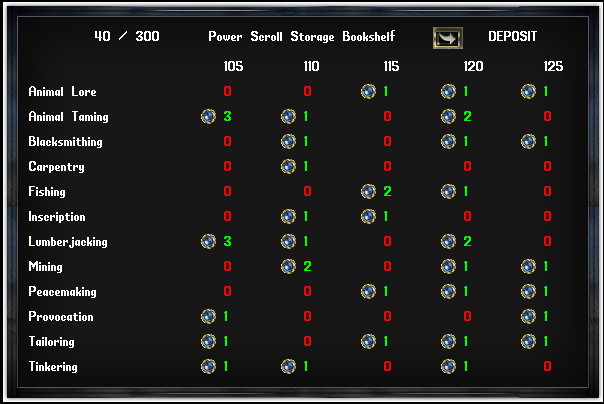 40 / 300 Power Scroll Storage Bookshelf DEPOSIT
105 110 115 120 125
Animal Lore 0 0 1 1 1
Animal Taming 3 1 0 2 0
Blacksmithing 0 1 0 1 1
Carpentry 0 1 0 0 0
Fishing 0 0 2 1 0
Inscription 0 1 1 0 0
Lumberjacking 3 1 0 2 0
Mining 0 2 0 1 1
Peacemaking 0 0 1 1 1
Provocation 1 0 0 0 1
Tailoring 1 0 1 1 1
Tinkering 1 1 0 1 0